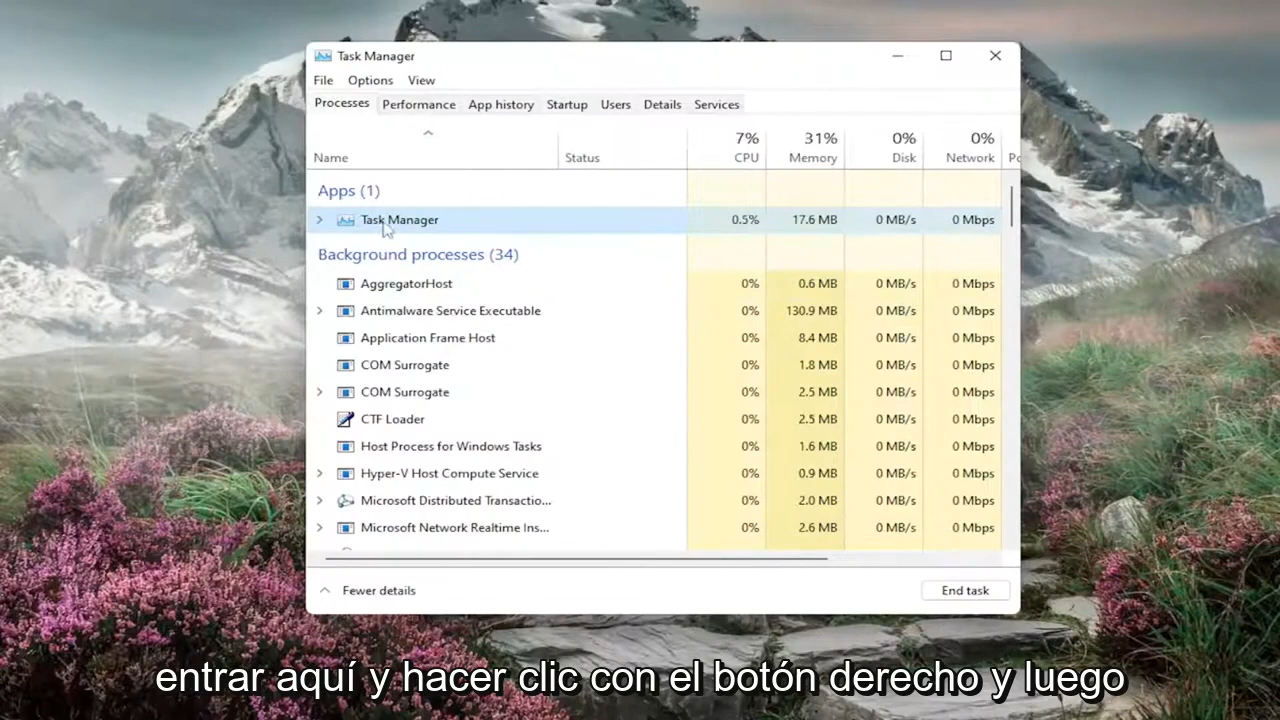 Task Manager
File Options View
Processes Performance App history Startup Users Details Services
7% 31% 0% 0%
Name Status CPU Memory Disk Network Po
Apps (1)
Task Manager 0.5% 17.6 MB 0 MB/s 0 Mbps
Background processes (34)
AggregatorHost 0% 0.6 MB 0 MB/s 0 Mbps
Antimalware Service Executable 0% 130.9 MB 0 MB/s 0 Mbps
Application Frame Host 0% 8.4 MB 0 MB/s 0 Mbps
COM Surrogate 0% 1.8 MB 0 MB/s 0 Mbps
COM Surrogate 0% 2.5 MB 0 MB/s 0 Mbps
CTF Loader 0% 2.5 MB 0 MB/s 0 Mbps
Host Process for Windows Tasks 0% 1.6 MB 0 MB/s 0 Mbps
Hyper-V Host Compute Service 0% 0.9 MB 0 MB/s 0 Mbps
Microsoft Distributed Transactio... 0% 2.0 MB 0 MB/s 0 Mbps
Microsoft Network Realtime Ins... 0% 2.6 MB 0 MB/s 0 Mbps
Fewer details End task
entrar aquí y hacer clic con el botón derecho y luego